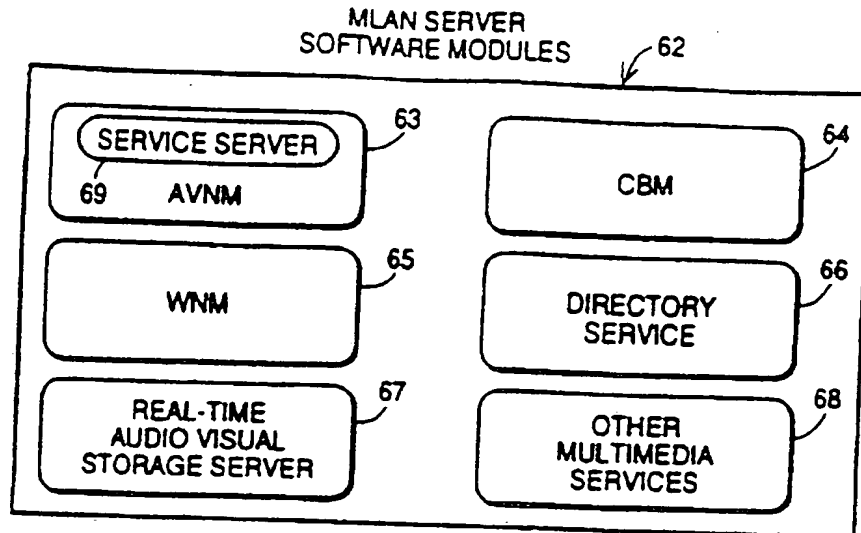 MLAN SERVER
SOFTWARE MODULES
62
SERVICE SERVER
69
AVNM
63
CBM
64
WNM
65
DIRECTORY
SERVICE
66
REAL-TIME
AUDIO VISUAL
STORAGE SERVER
67
OTHER
MULTIMEDIA
SERVICES
68